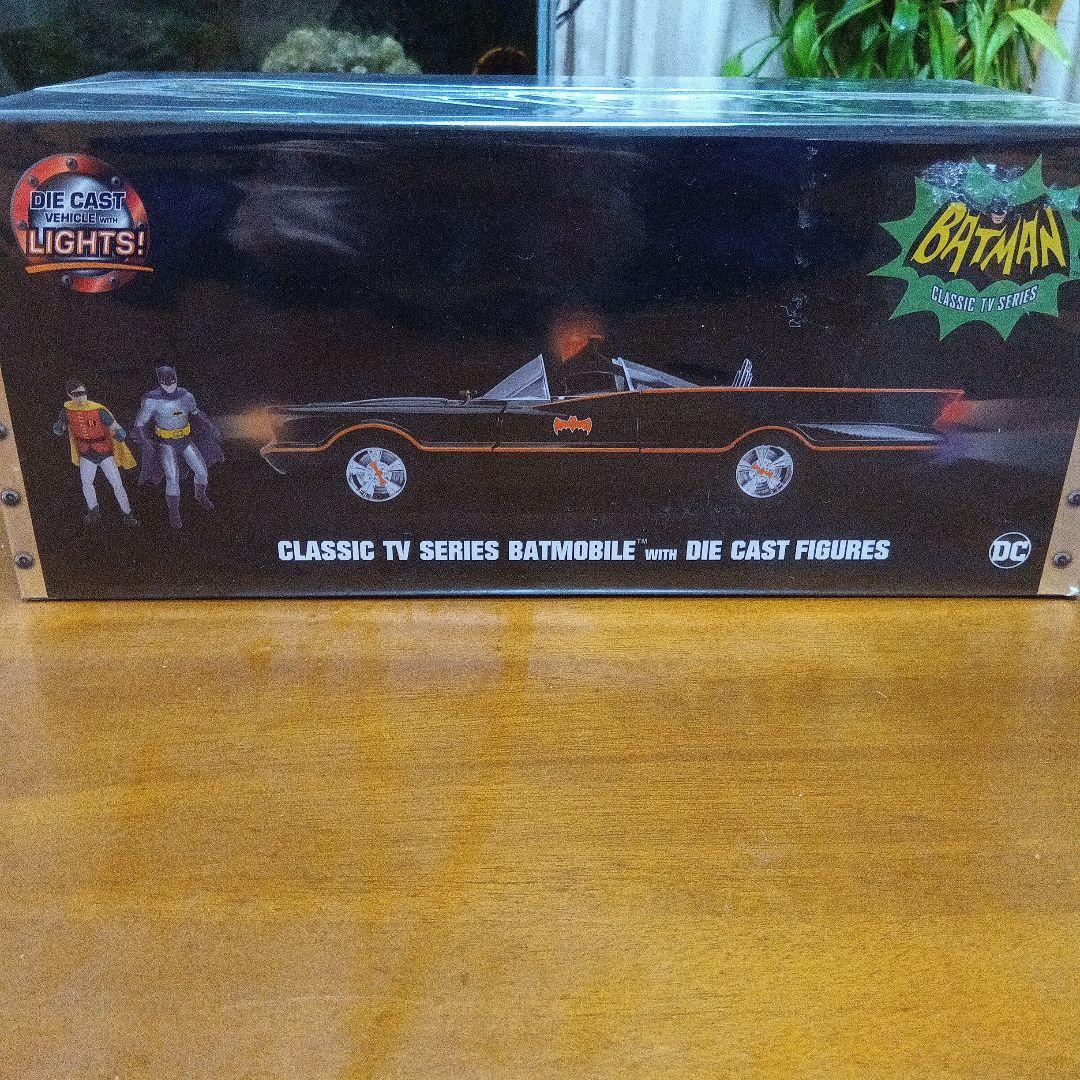 DIE CAST
VEHICLE WITH
LIGHTS!
BATMAN
CLASSIC TV SERIES
R
CLASSIC TV SERIES BATMOBILE™ WITH DIE CAST FIGURES
DC